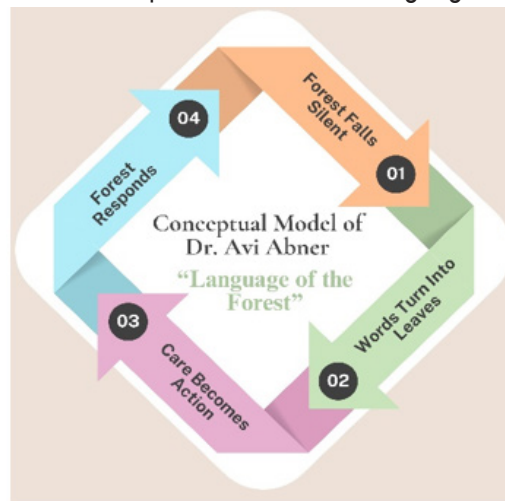 Conceptual Model of
Dr. Avi Abner
“Language of the
Forest”
Forest Falls
Silent
01
Words Turn Into
Leaves
02
Care Becomes
Action
03
Forest
Responds
04